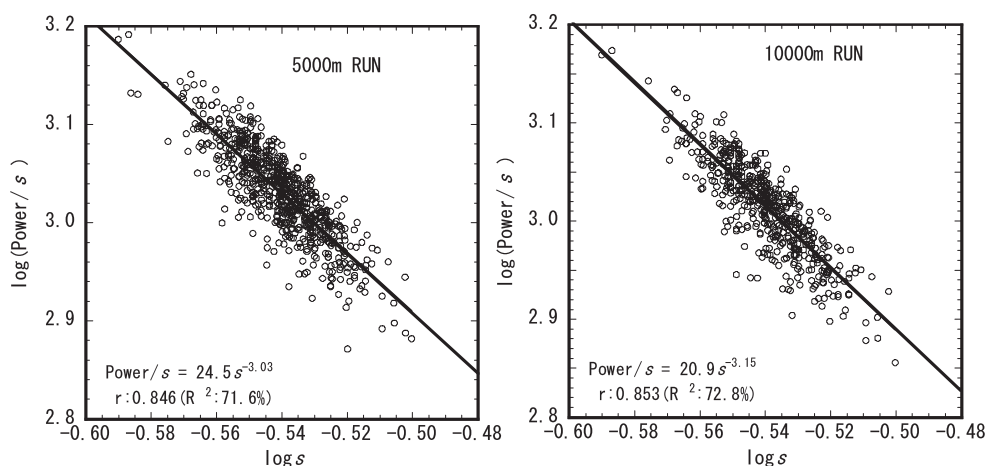 5000m RUN
3.2
3.1
3.0
2.9
2.8
log(Power/s)
Power/s = 24.5s^-3.03
r:0.846(R ²:71.6%)
-0.60 -0.58 -0.56 -0.54 -0.52 -0.50 -0.48
log s
10000m RUN
3.2
3.1
3.0
2.9
2.8
log(Power/s)
Power/s = 20.9s^-3.15
r:0.853(R ²:72.8%)
-0.60 -0.58 -0.56 -0.54 -0.52 -0.50 -0.48
log s